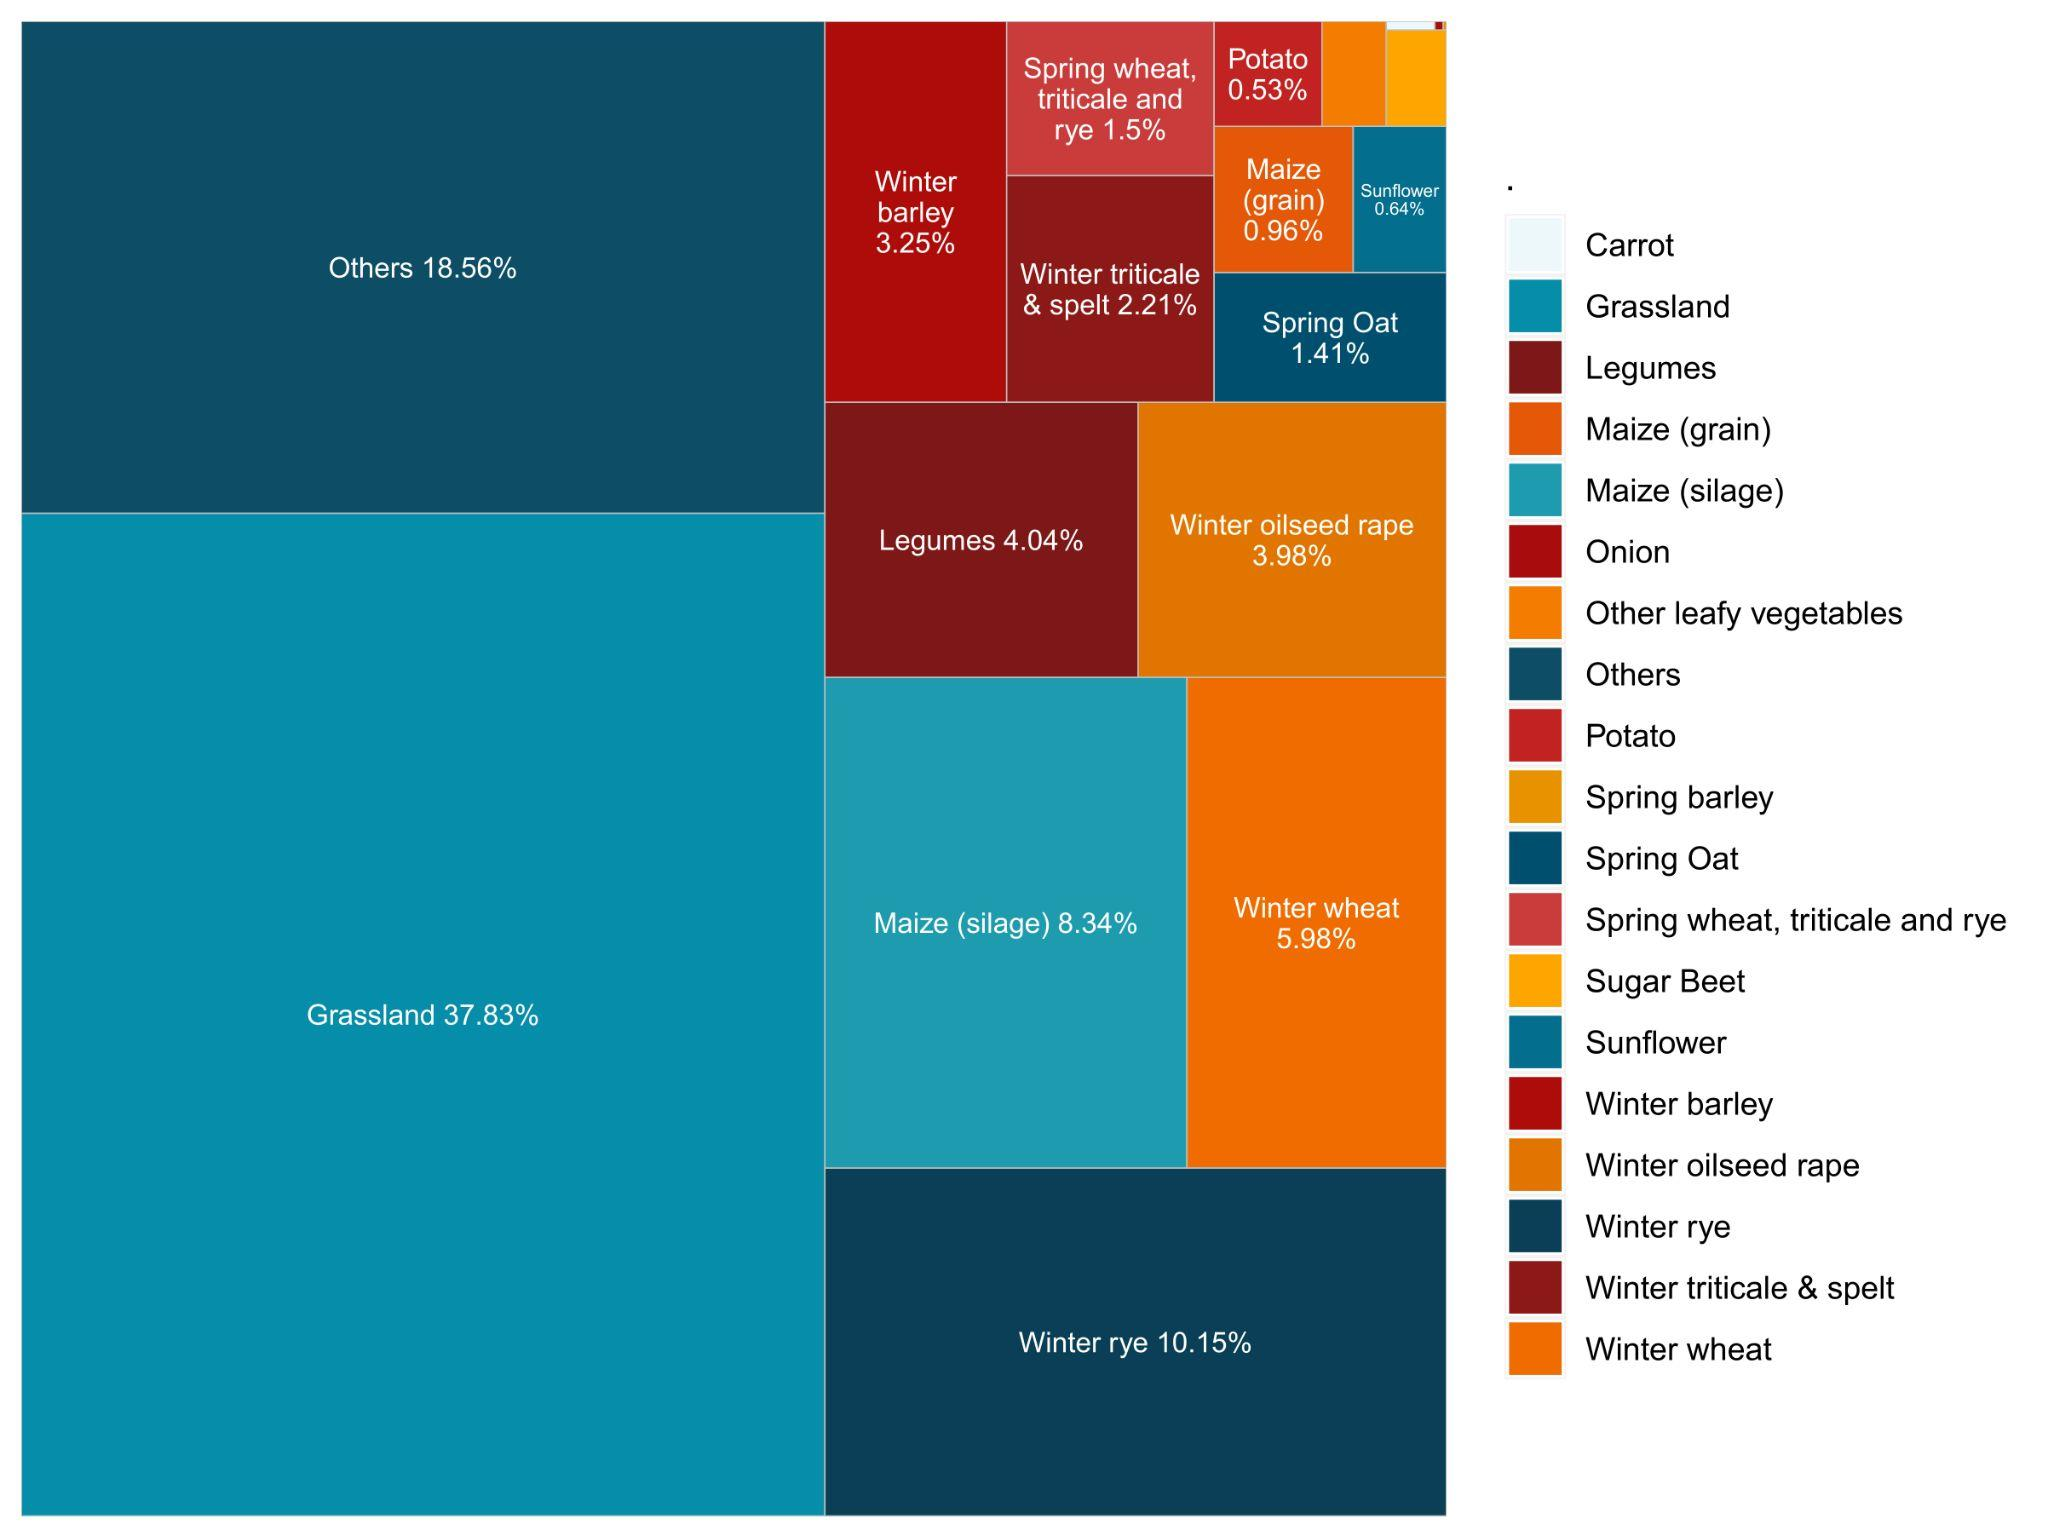 Others 18.56%
Grassland 37.83%
Winter
barley
3.25%
Spring wheat,
triticale and
rye 1.5%
Winter triticale
& spelt 2.21%
Potato
0.53%
Maize
(grain)
0.96%
Sunflower
0.64%
Spring Oat
1.41%
Legumes 4.04%
Winter oilseed rape
3.98%
Maize (silage) 8.34%
Winter wheat
5.98%
Winter rye 10.15%
.
Carrot
Grassland
Legumes
Maize (grain)
Maize (silage)
Onion
Other leafy vegetables
Others
Potato
Spring barley
Spring Oat
Spring wheat, triticale and rye
Sugar Beet
Sunflower
Winter barley
Winter oilseed rape
Winter rye
Winter triticale & spelt
Winter wheat